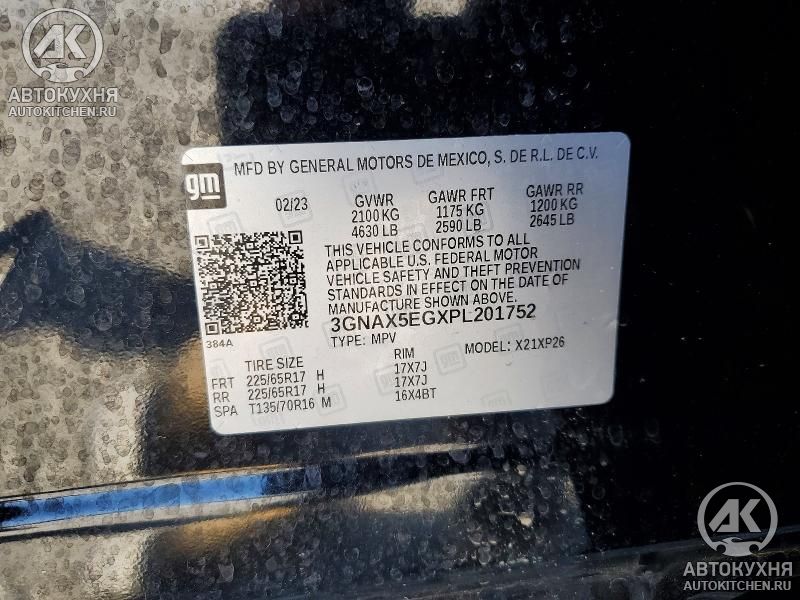 AK
АВТОКУХНЯ
AUTOKITCHEN.RU
gm
MFD BY GENERAL MOTORS DE MEXICO, S. DE R.L. DE C.V.
02/23 GVWR GAWR FRT GAWR RR
2100 KG 1175 KG 1200 KG
4630 LB 2590 LB 2645 LB
THIS VEHICLE CONFORMS TO ALL
APPLICABLE U.S. FEDERAL MOTOR
VEHICLE SAFETY AND THEFT PREVENTION
STANDARDS IN EFFECT ON THE DATE OF
MANUFACTURE SHOWN ABOVE.
384A
3GNAX5EGXPL201752
TYPE: MPV MODEL: X21XP26
TIRE SIZE RIM
FRT 225/65R17 H 17X7J
RR 225/65R17 H 17X7J
SPA T135/70R16 M 16X4BT
AK
АВТОКУХНЯ
AUTOKITCHEN.RU